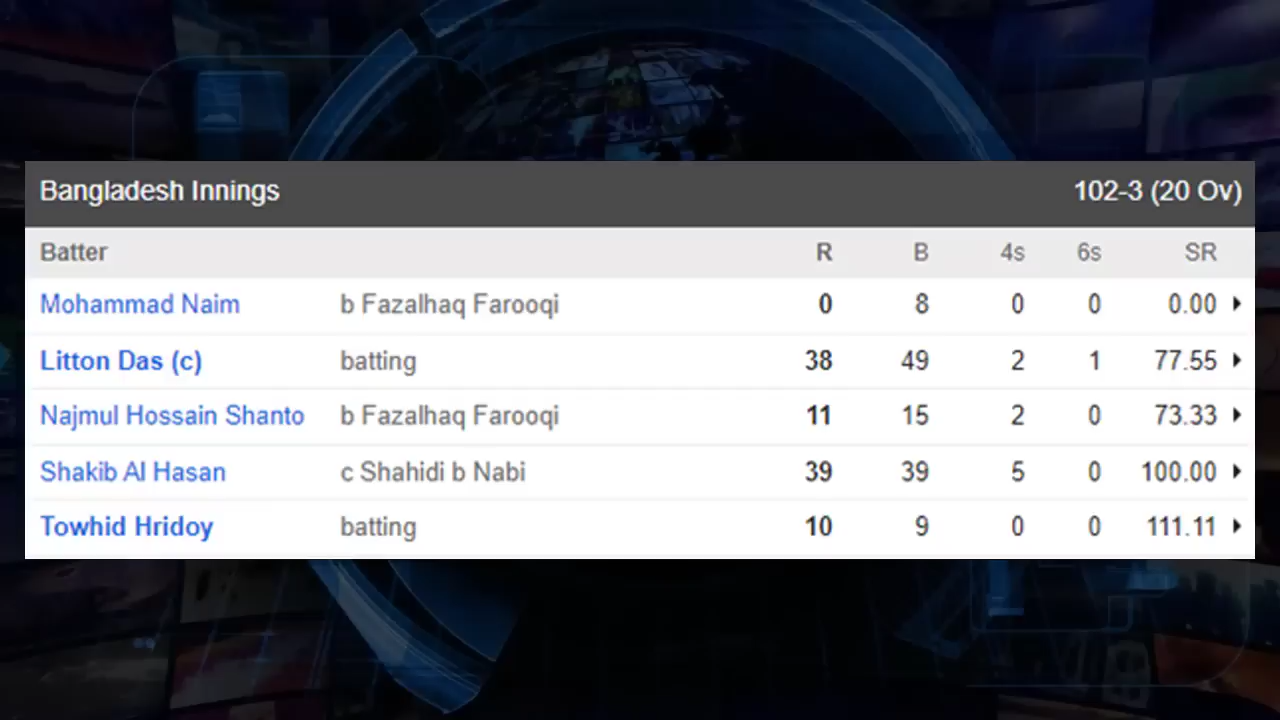 Bangladesh Innings 102-3 (20 Ov)
Batter R B 4s 6s SR
Mohammad Naim b Fazalhaq Farooqi 0 8 0 0 0.00
Litton Das (c) batting 38 49 2 1 77.55
Najmul Hossain Shanto b Fazalhaq Farooqi 11 15 2 0 73.33
Shakib Al Hasan c Shahidi b Nabi 39 39 5 0 100.00
Towhid Hridoy batting 10 9 0 0 111.11